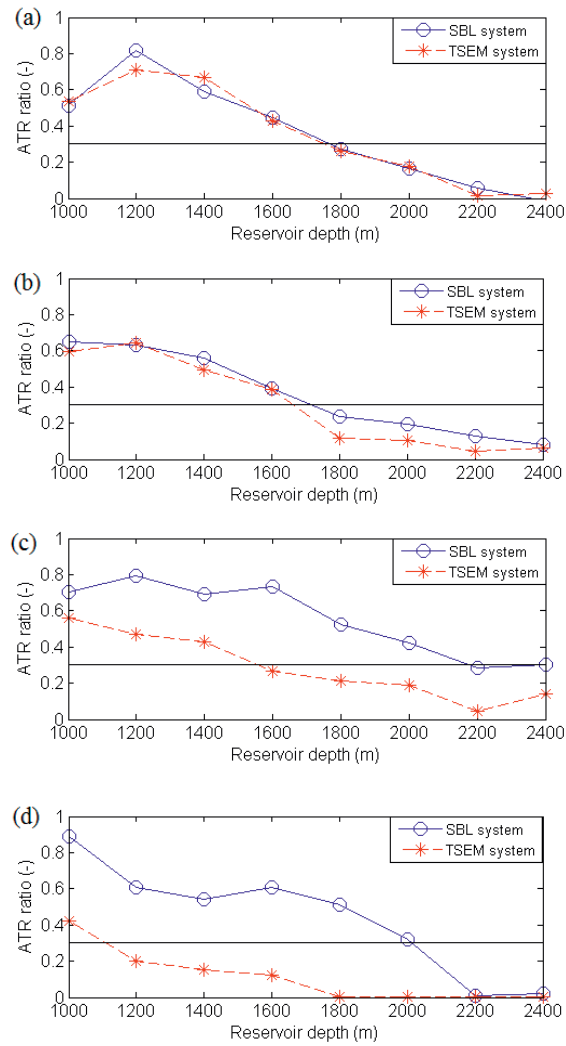 (a)
ATR ratio (-)
1
0.8
0.6
0.4
0.2
0
SBL system
TSEM system
1000 1200 1400 1600 1800 2000 2200 2400
Reservoir depth (m)
(b)
ATR ratio (-)
1
0.8
0.6
0.4
0.2
0
SBL system
TSEM system
1000 1200 1400 1600 1800 2000 2200 2400
Reservoir depth (m)
(c)
ATR ratio (-)
1
0.8
0.6
0.4
0.2
0
SBL system
TSEM system
1000 1200 1400 1600 1800 2000 2200 2400
Reservoir depth (m)
(d)
ATR ratio (-)
1
0.8
0.6
0.4
0.2
0
SBL system
TSEM system
1000 1200 1400 1600 1800 2000 2200 2400
Reservoir depth (m)